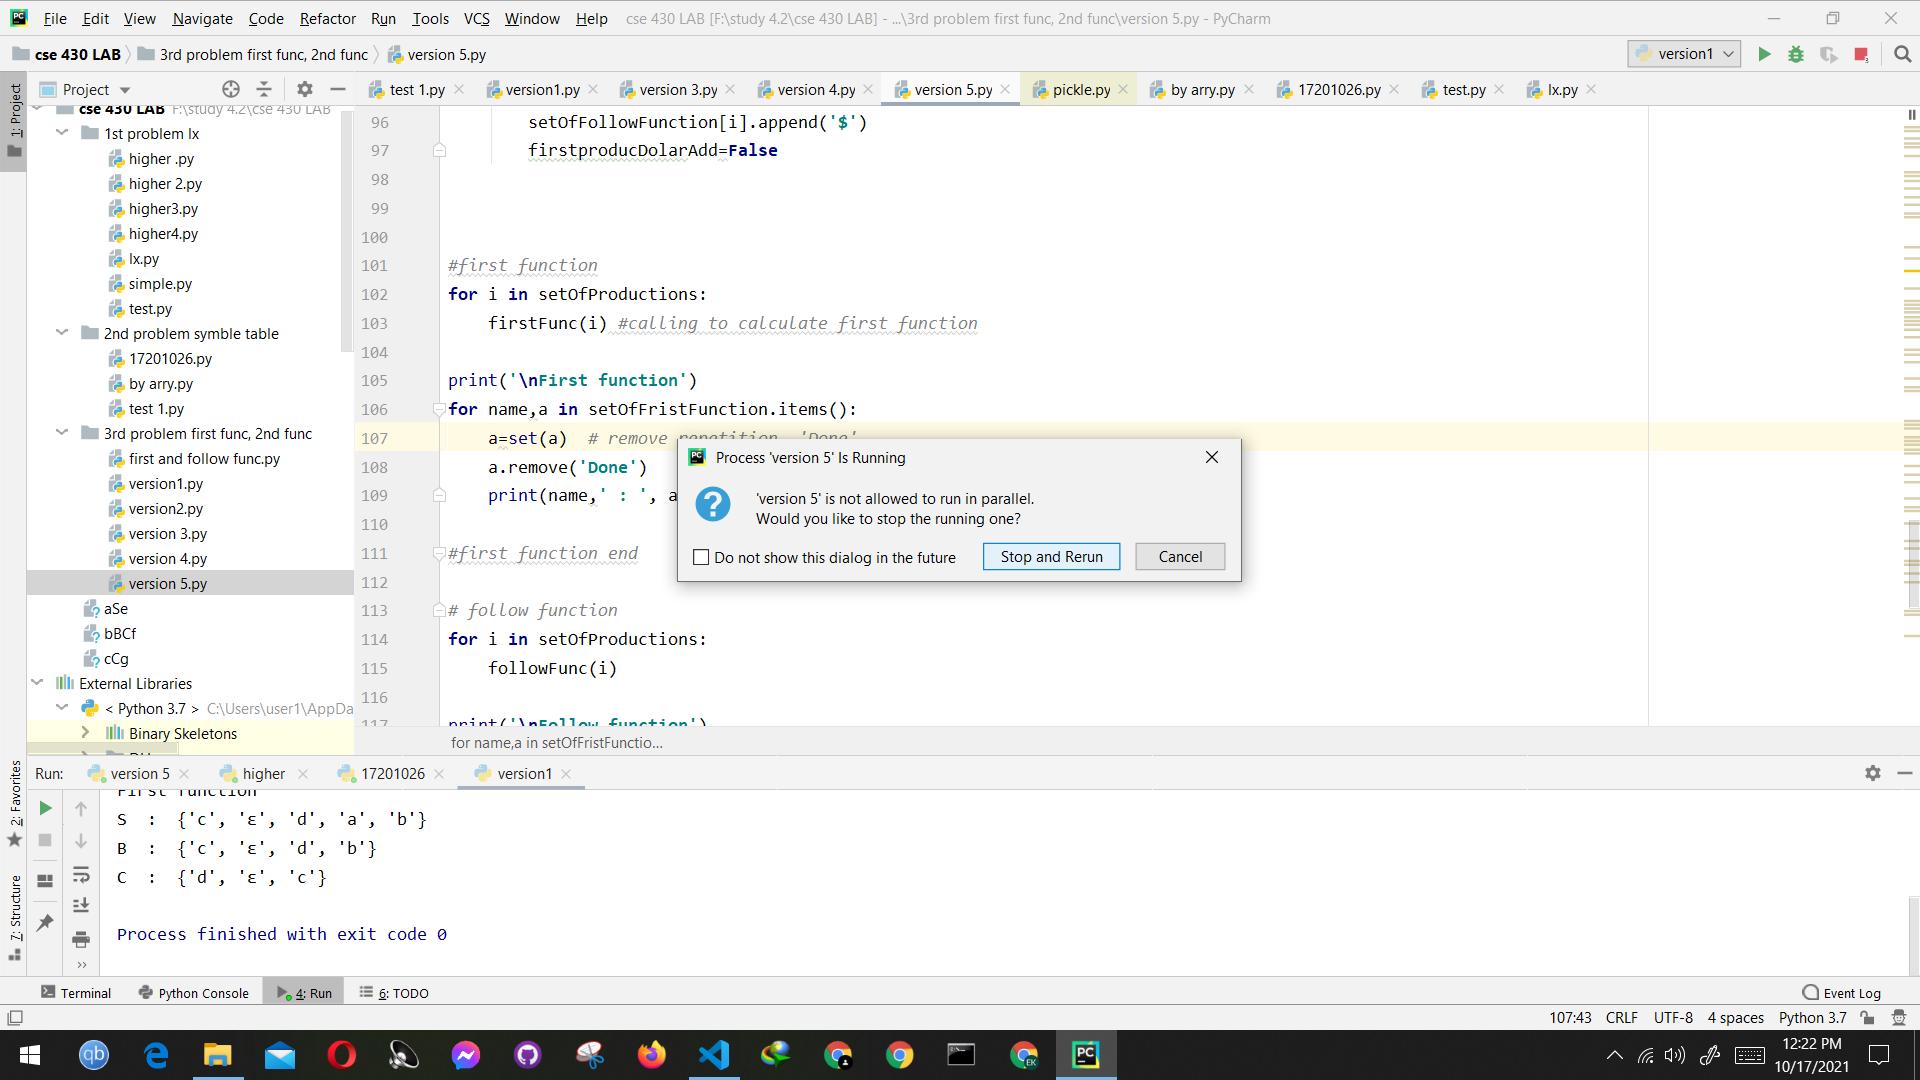 File Edit View Navigate Code Refactor Run Tools VCS Window Help cse 430 LAB [F:\study 4.2\cse 430 LAB] - ...\3rd problem first func, 2nd func\version 5.py - PyCharm
cse 430 LAB 3rd problem first func, 2nd func version 5.py version1
Project test 1.py version1.py version 3.py version 4.py version 5.py pickle.py by arry.py 17201026.py test.py lx.py
1: Project
cse 430 LAB F:\study 4.2\cse 430 LAB
1st problem lx
higher .py
higher 2.py
higher3.py
higher4.py
lx.py
simple.py
test.py
2nd problem symble table
17201026.py
by arry.py
test 1.py
3rd problem first func, 2nd func
first and follow func.py
version1.py
version2.py
version 3.py
version 4.py
version 5.py
aSe
bBCf
cCg
External Libraries
< Python 3.7 > C:\Users\user1\AppDa
Binary Skeletons
96 setOfFollowFunction[i].append('$')
97 firstproducDolarAdd=False
98
99
100
101 #first function
102 for i in setOfProductions:
103 firstFunc(i) #calling to calculate first function
104
105 print('\nFirst function')
106 for name,a in setOfFristFunction.items():
107 a=set(a) # remove repetition 'Done'
108 a.remove('Done')
109 print(name,' : ', a
110
111 #first function end
112
113 # follow function
114 for i in setOfProductions:
115 followFunc(i)
116
117 print('\nFollow function')
for name,a in setOfFristFunctio...
Process 'version 5' Is Running
'version 5' is not allowed to run in parallel.
Would you like to stop the running one?
Do not show this dialog in the future Stop and Rerun Cancel
2: Favorites
7: Structure
Run: version 5 higher 17201026 version1
First function
S : {'c', 'ε', 'd', 'a', 'b'}
B : {'c', 'ε', 'd', 'b'}
C : {'d', 'ε', 'c'}
Process finished with exit code 0
Terminal Python Console 4: Run 6: TODO Event Log
107:43 CRLF UTF-8 4 spaces Python 3.7
12:22 PM
10/17/2021